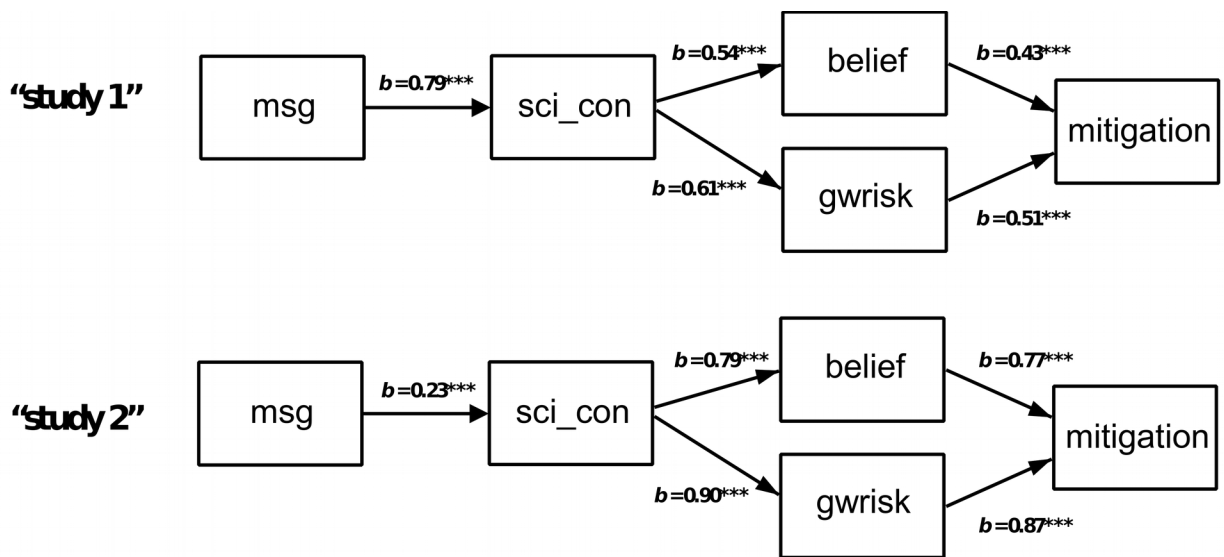 “study 1”
msg
b=0.79***
sci_con
b=0.54***
belief
b=0.43***
b=0.61***
gwrisk
b=0.51***
mitigation
“study 2”
msg
b=0.23***
sci_con
b=0.79***
belief
b=0.77***
b=0.90***
gwrisk
b=0.87***
mitigation